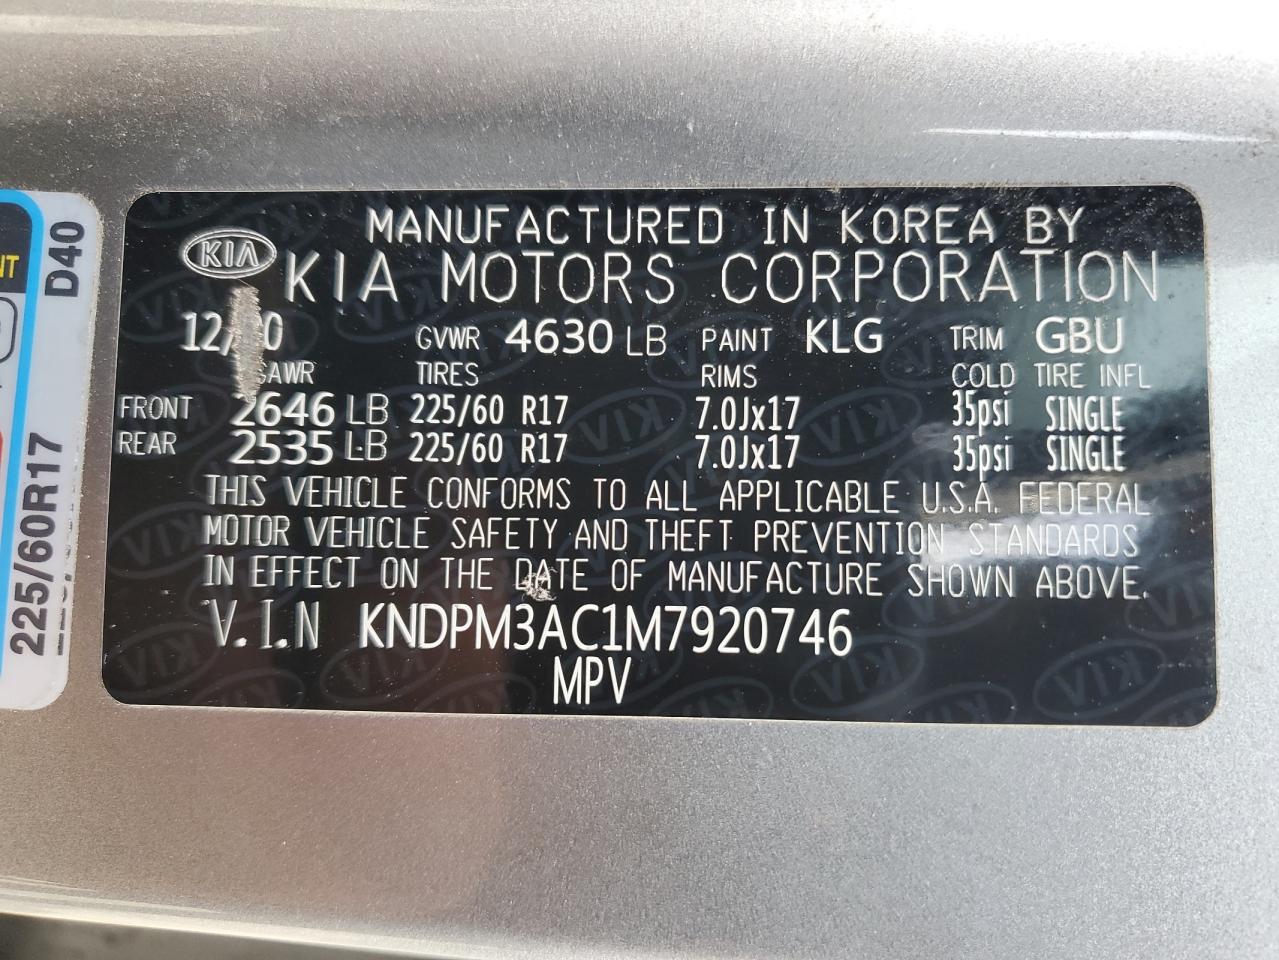 MANUFACTURED IN KOREA BY
KIA KIA MOTORS CORPORATION
GVWR 4630 LB PAINT KLG TRIM GBU
GAWR TIRES RIMS COLD TIRE INFL
FRONT 2646 LB 225/60 R17 7.0Jx17 35psi SINGLE
REAR 2535 LB 225/60 R17 7.0Jx17 35psi SINGLE
THIS VEHICLE CONFORMS TO ALL APPLICABLE U.S.A. FEDERAL
MOTOR VEHICLE SAFETY AND THEFT PREVENTION STANDARDS
IN EFFECT ON THE DATE OF MANUFACTURE SHOWN ABOVE.
V.I.N KNDPM3AC1M7920746
MPV
D40
225/60R17